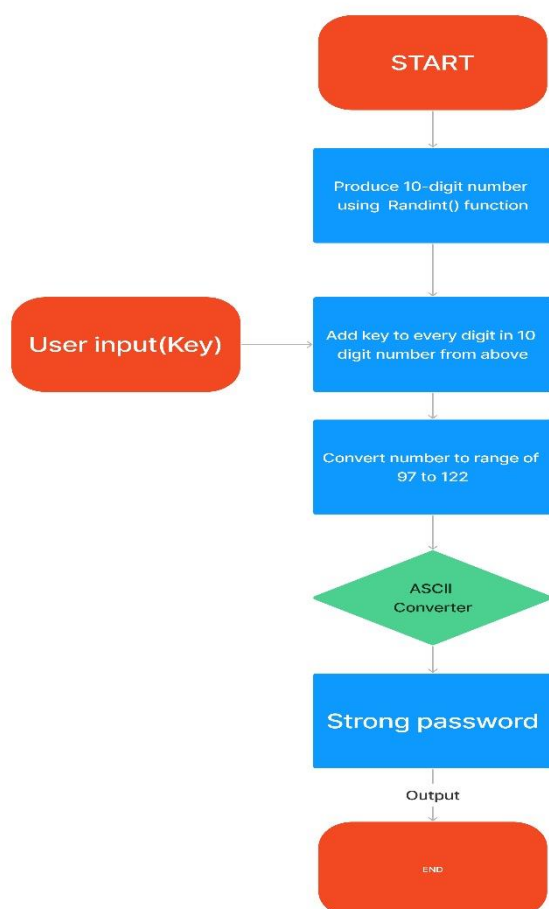 START
Produce 10-digit number
using Randint() function
User input(Key)
Add key to every digit in 10
digit number from above
Convert number to range of
97 to 122
ASCII
Converter
Strong password
Output
END